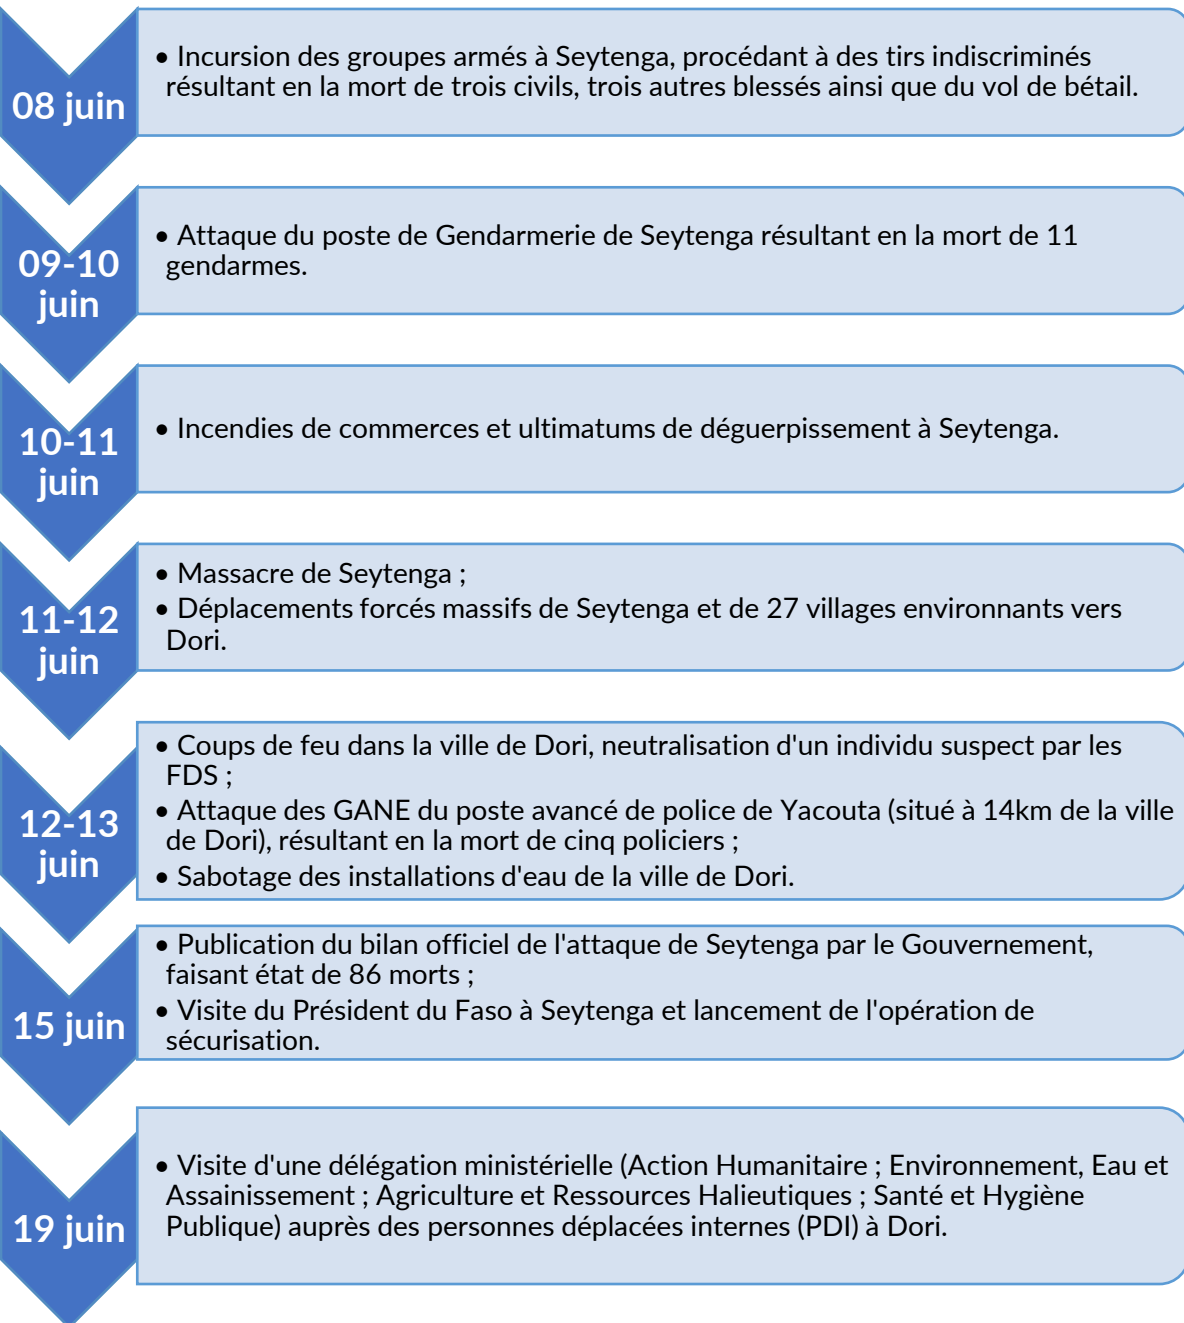 08 juin
• Incursion des groupes armés à Seytenga, procédant à des tirs indiscriminés
résultant en la mort de trois civils, trois autres blessés ainsi que du vol de bétail.
09-10
juin
• Attaque du poste de Gendarmerie de Seytenga résultant en la mort de 11
gendarmes.
10-11
juin
• Incendies de commerces et ultimatums de déguerpissement à Seytenga.
11-12
juin
• Massacre de Seytenga ;
• Déplacements forcés massifs de Seytenga et de 27 villages environnants vers
Dori.
12-13
juin
• Coups de feu dans la ville de Dori, neutralisation d'un individu suspect par les
FDS ;
• Attaque des GANE du poste avancé de police de Yacouta (situé à 14km de la ville
de Dori), résultant en la mort de cinq policiers ;
• Sabotage des installations d'eau de la ville de Dori.
15 juin
• Publication du bilan officiel de l'attaque de Seytenga par le Gouvernement,
faisant état de 86 morts ;
• Visite du Président du Faso à Seytenga et lancement de l'opération de
sécurisation.
19 juin
• Visite d'une délégation ministérielle (Action Humanitaire ; Environnement, Eau et
Assainissement ; Agriculture et Ressources Halieutiques ; Santé et Hygiène
Publique) auprès des personnes déplacées internes (PDI) à Dori.